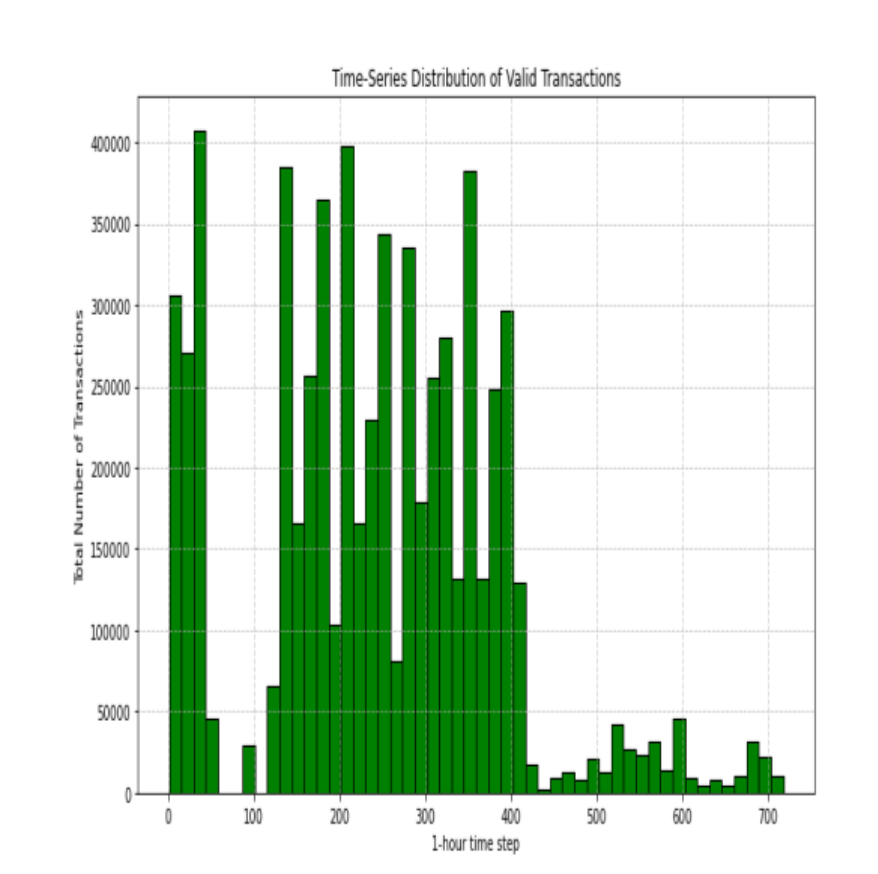 Time-Series Distribution of Valid Transactions
Total Number of Transactions
400000
350000
300000
250000
200000
150000
100000
50000
0
0 100 200 300 400 500 600 700
1-hour time step